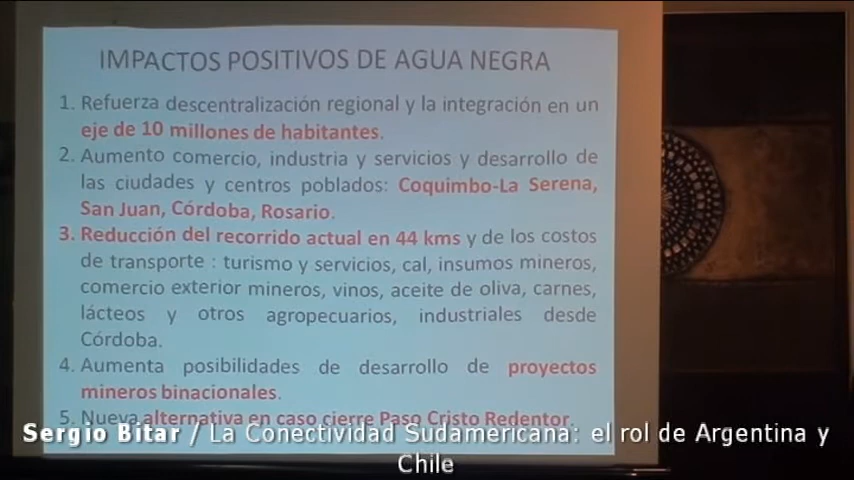 IMPACTOS POSITIVOS DE AGUA NEGRA
1. Refuerza descentralización regional y la integración en un
eje de 10 millones de habitantes.
2. Aumento comercio, industria y servicios y desarrollo de
las ciudades y centros poblados: Coquimbo-La Serena,
San Juan, Córdoba, Rosario.
3. Reducción del recorrido actual en 44 kms y de los costos
de transporte : turismo y servicios, cal, insumos mineros,
comercio exterior mineros, vinos, aceite de oliva, carnes,
lácteos y otros agropecuarios, industriales desde
Córdoba.
4. Aumenta posibilidades de desarrollo de proyectos
mineros binacionales.
5. Nueva alternativa en caso cierre Paso Cristo Redentor.
Sergio Bitar / La Conectividad Sudamericana: el rol de Argentina y
Chile